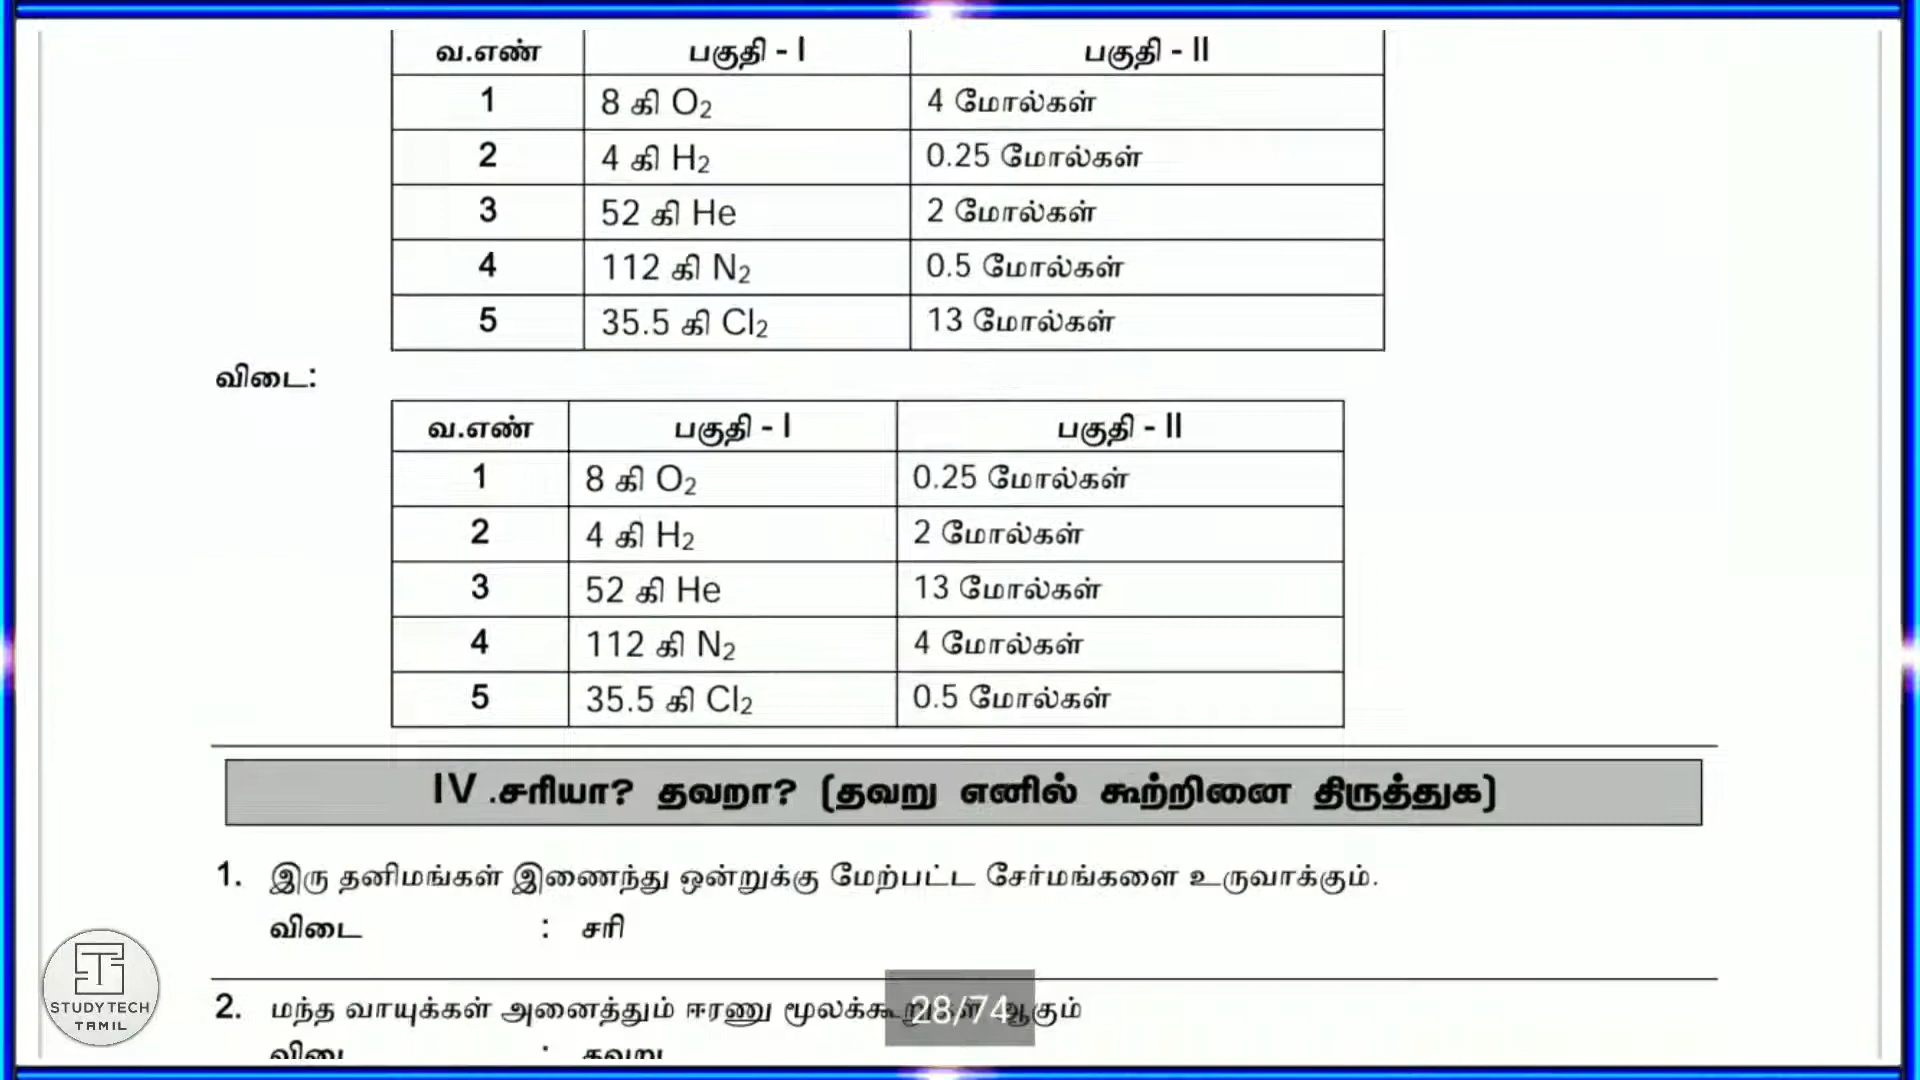 வ.எண் பகுதி - I பகுதி - II
1 8 கி O₂ 4 மோல்கள்
2 4 கி H₂ 0.25 மோல்கள்
3 52 கி He 2 மோல்கள்
4 112 கி N₂ 0.5 மோல்கள்
5 35.5 கி Cl₂ 13 மோல்கள்
விடை:
வ.எண் பகுதி - I பகுதி - II
1 8 கி O₂ 0.25 மோல்கள்
2 4 கி H₂ 2 மோல்கள்
3 52 கி He 13 மோல்கள்
4 112 கி N₂ 4 மோல்கள்
5 35.5 கி Cl₂ 0.5 மோல்கள்
IV .சரியா? தவறா? (தவறு எனில் கூற்றினை திருத்துக)
1. இரு தனிமங்கள் இணைந்து ஒன்றுக்கு மேற்பட்ட சேர்மங்களை உருவாக்கும்.
விடை : சரி
2. மந்த வாயுக்கள் அனைத்தும் ஈரணு மூலக்கூறுகள் ஆகும்
28/74
விடை : தவறு
STUDY TECH
TAMIL